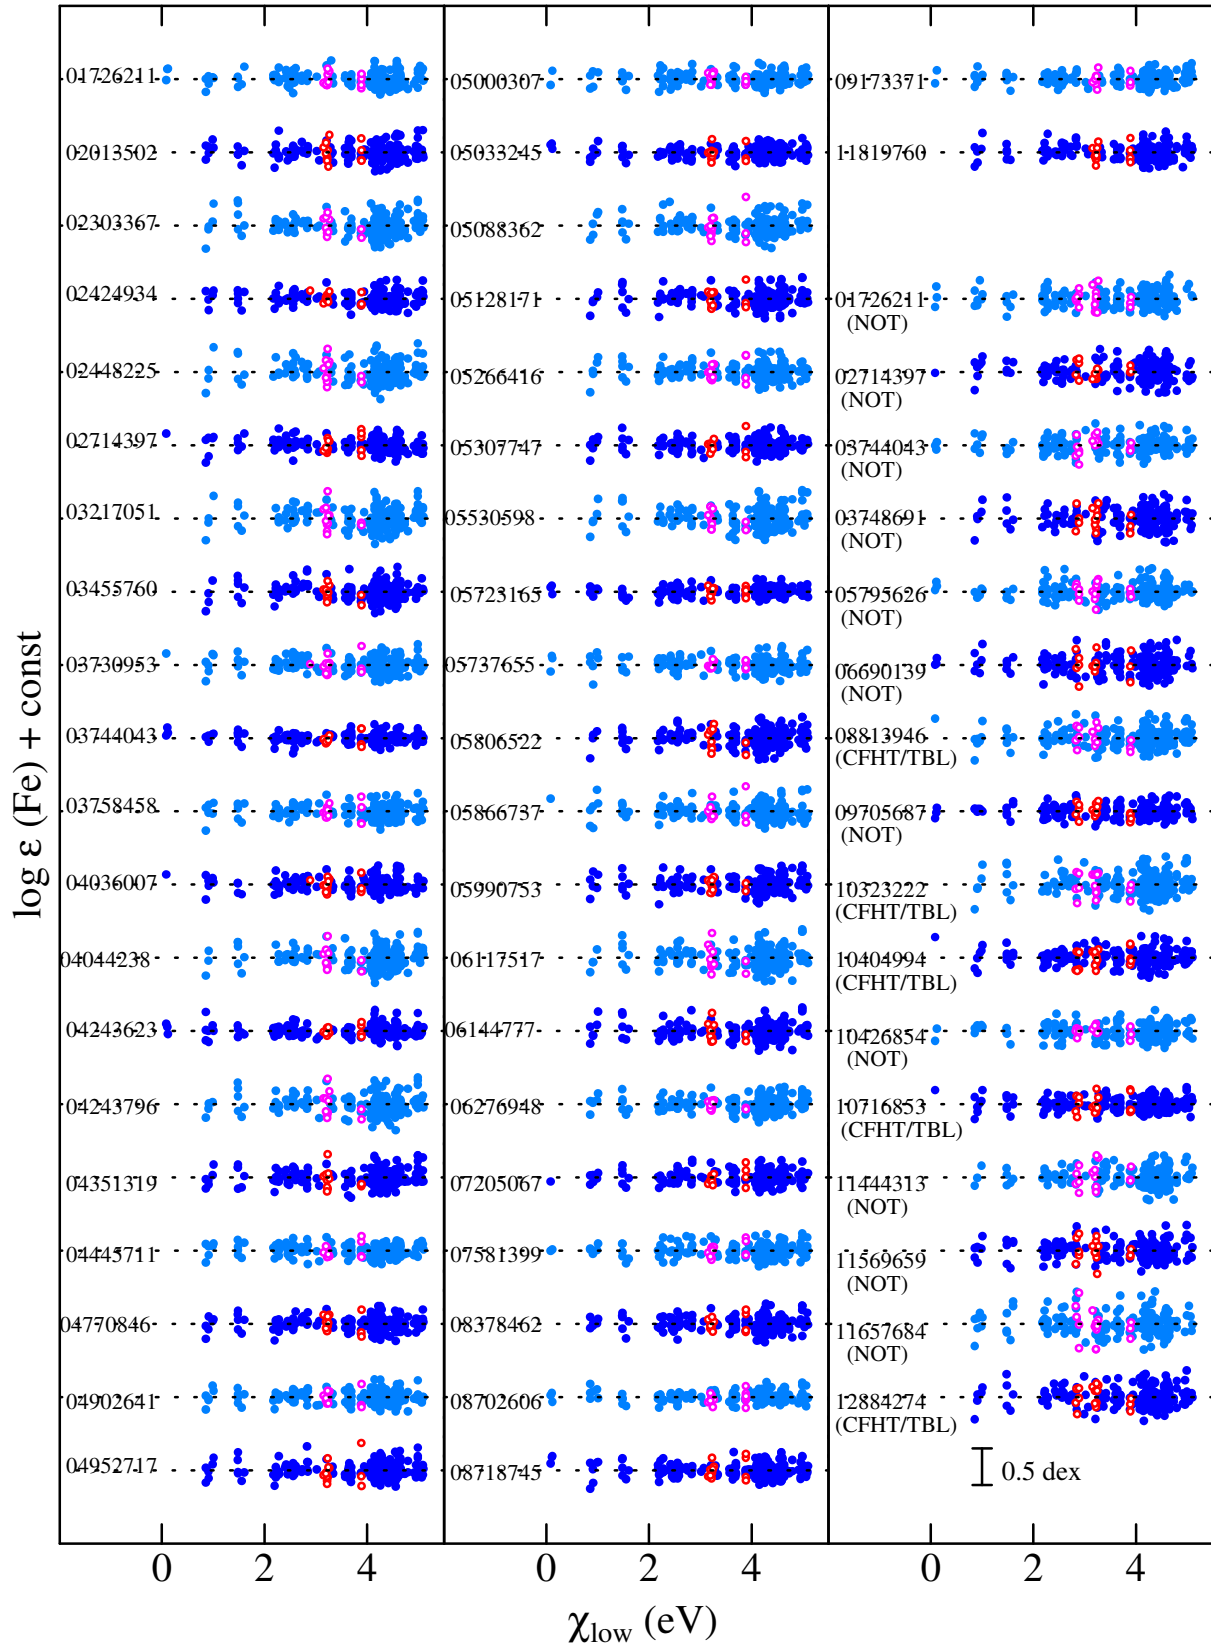 log ε (Fe) + const
01726211
02013502
02303367
02424934
02448225
02714397
03217051
03455760
03730953
03744043
03758458
04036007
04044238
04243623
04243796
04351319
04445711
04770846
04902641
04952717
05000307
05033245
05088362
05128171
05266416
05307747
05530598
05723165
05737655
05806522
05866737
05990753
06117517
06144777
06276948
07205067
07581399
08378462
08702606
08718745
09173371
11819760
01726211
(NOT)
02714397
(NOT)
03744043
(NOT)
03748691
(NOT)
05795626
(NOT)
06690139
(NOT)
08813946
(CFHT/TBL)
09705687
(NOT)
10323222
(CFHT/TBL)
10404994
(CFHT/TBL)
10426854
(NOT)
10716853
(CFHT/TBL)
11444313
(NOT)
11569659
(NOT)
11657684
(NOT)
12884274
(CFHT/TBL)
0.5 dex
0 2 4 0 2 4 0 2 4
χlow (eV)